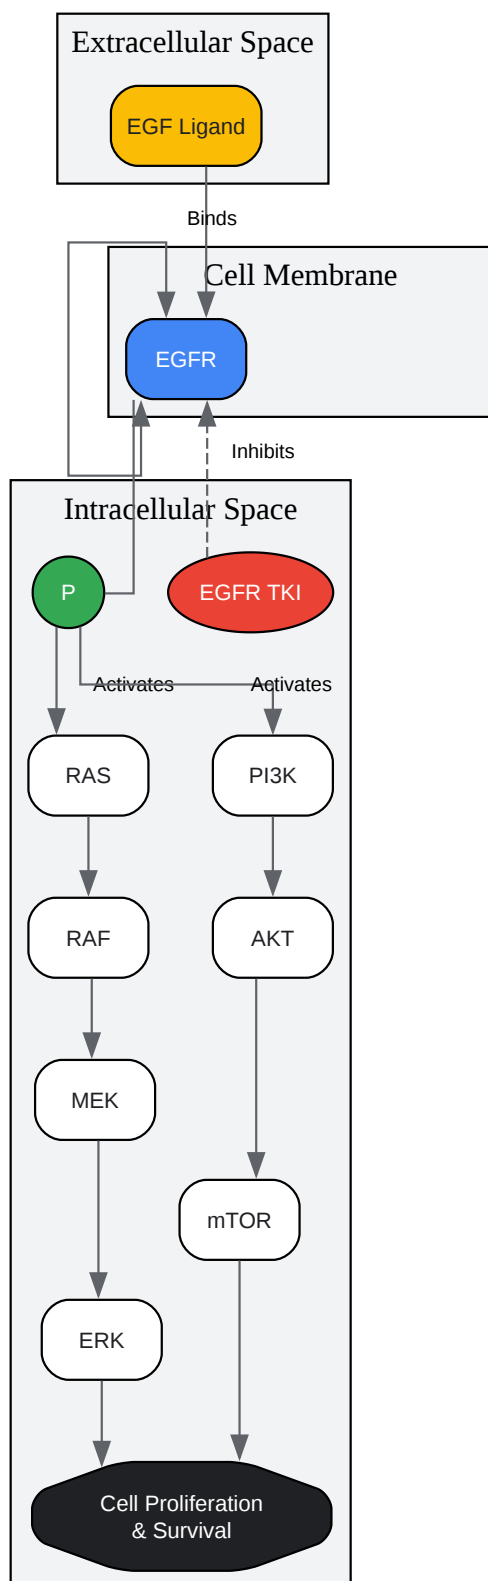 Extracellular Space
EGF Ligand
Binds
Cell Membrane
EGFR
Inhibits
Intracellular Space
P
EGFR TKI
Activates
Activates
RAS
PI3K
RAF
AKT
MEK
mTOR
ERK
Cell Proliferation
& Survival